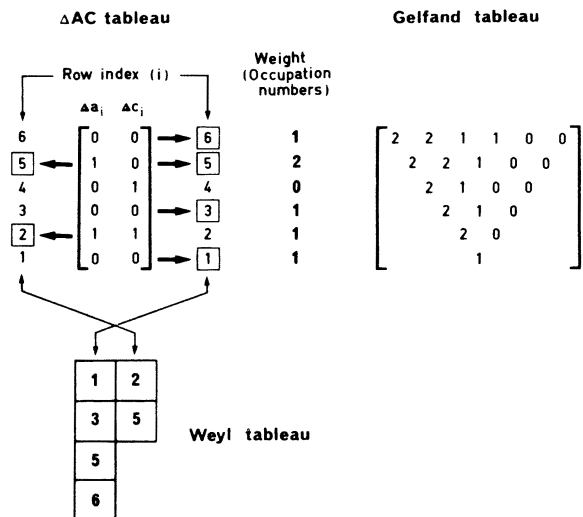 ΔAC tableau
Gelfand tableau
Weight
(Occupation
numbers)
Row index (i)
Δa_i Δc_i
6 0 0 6 1 2 2 1 1 0 0
5 1 0 5 2 2 2 1 0 0
4 0 1 4 0 2 1 0 0
3 0 0 3 1 2 1 0
2 1 1 2 1 2 0
1 0 0 1 1 1
1 2
3 5
5
6
Weyl tableau